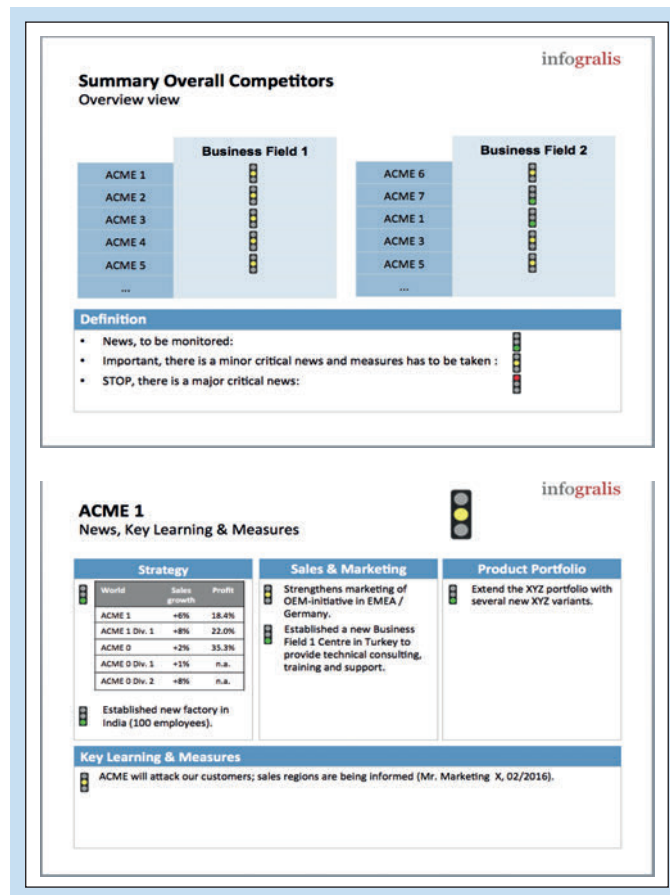 infogralis
Summary Overall Competitors
Overview view
Business Field 1
ACME 1
ACME 2
ACME 3
ACME 4
ACME 5
...
Business Field 2
ACME 6
ACME 7
ACME 1
ACME 3
ACME 5
...
Definition
• News, to be monitored:
• Important, there is a minor critical news and measures has to be taken :
• STOP, there is a major critical news:
infogralis
ACME 1
News, Key Learning & Measures
Strategy
World Sales growth Profit
ACME 1 +6% 18.4%
ACME 1 Div. 1 +8% 22.0%
ACME 0 +2% 35.3%
ACME 0 Div. 1 +1% n.a.
ACME 0 Div. 2 +8% n.a.
Established new factory in
India (100 employees).
Sales & Marketing
Strengthens marketing of
OEM-initiative in EMEA /
Germany.
Established a new Business
Field 1 Centre in Turkey to
provide technical consulting,
training and support.
Product Portfolio
Extend the XYZ portfolio with
several new XYZ variants.
Key Learning & Measures
ACME will attack our customers; sales regions are being informed (Mr. Marketing X, 02/2016).